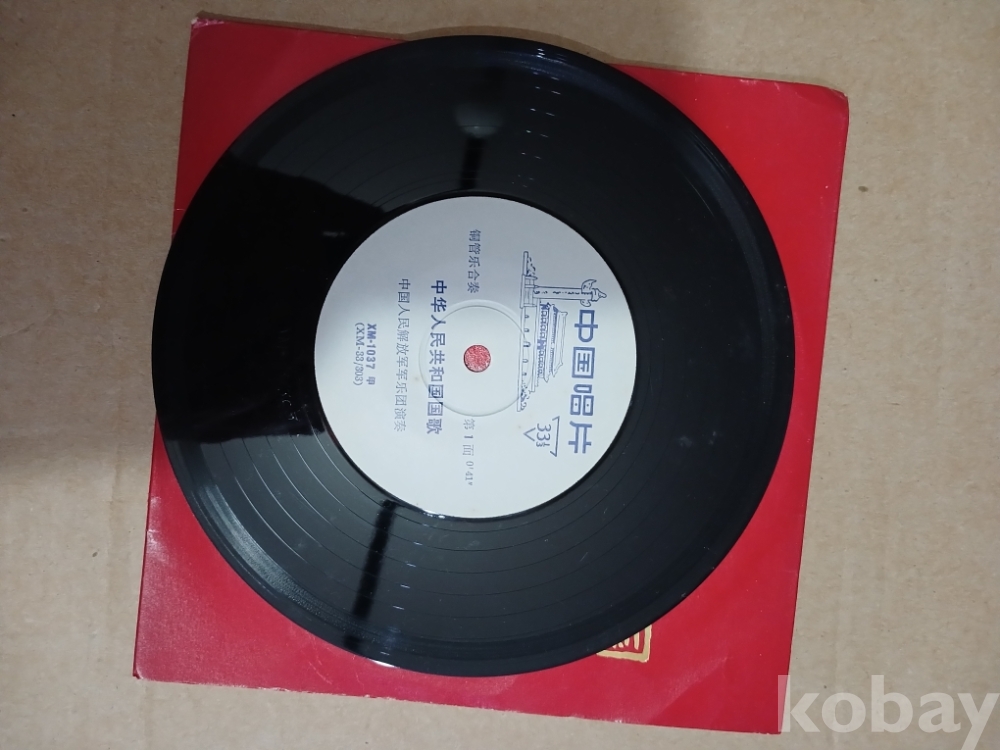 中国唱片
33⅓
铜管乐合奏
第1面 0′41″
中华人民共和国国歌
中国人民解放军军乐团演奏
XM-1037 甲
(XM-33/303)
kobay